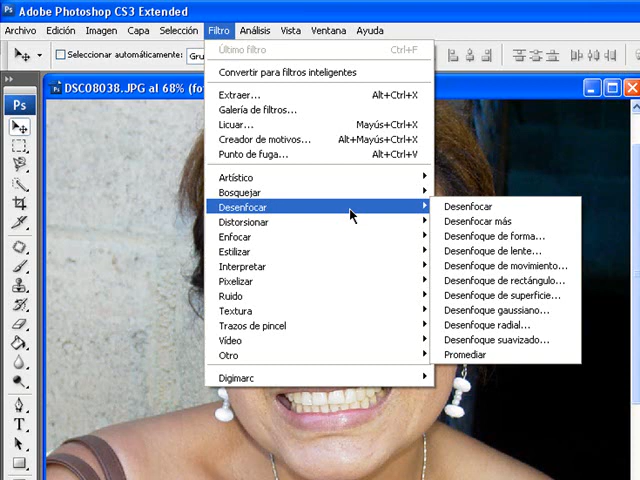 Adobe Photoshop CS3 Extended
Archivo Edición Imagen Capa Selección Filtro Análisis Vista Ventana Ayuda
Seleccionar automáticamente: Gru
DSC08038.JPG al 68% (fo
Ps
Último filtro Ctrl+F
Convertir para filtros inteligentes
Extraer... Alt+Ctrl+X
Galería de filtros...
Licuar... Mayús+Ctrl+X
Creador de motivos... Alt+Mayús+Ctrl+X
Punto de fuga... Alt+Ctrl+V
Artístico
Bosquejar
Desenfocar
Distorsionar
Enfocar
Estilizar
Interpretar
Pixelizar
Ruido
Textura
Trazos de pincel
Vídeo
Otro
Digimarc
Desenfocar
Desenfocar más
Desenfoque de forma...
Desenfoque de lente...
Desenfoque de movimiento...
Desenfoque de rectángulo...
Desenfoque de superficie...
Desenfoque gaussiano...
Desenfoque radial...
Desenfoque suavizado...
Promediar